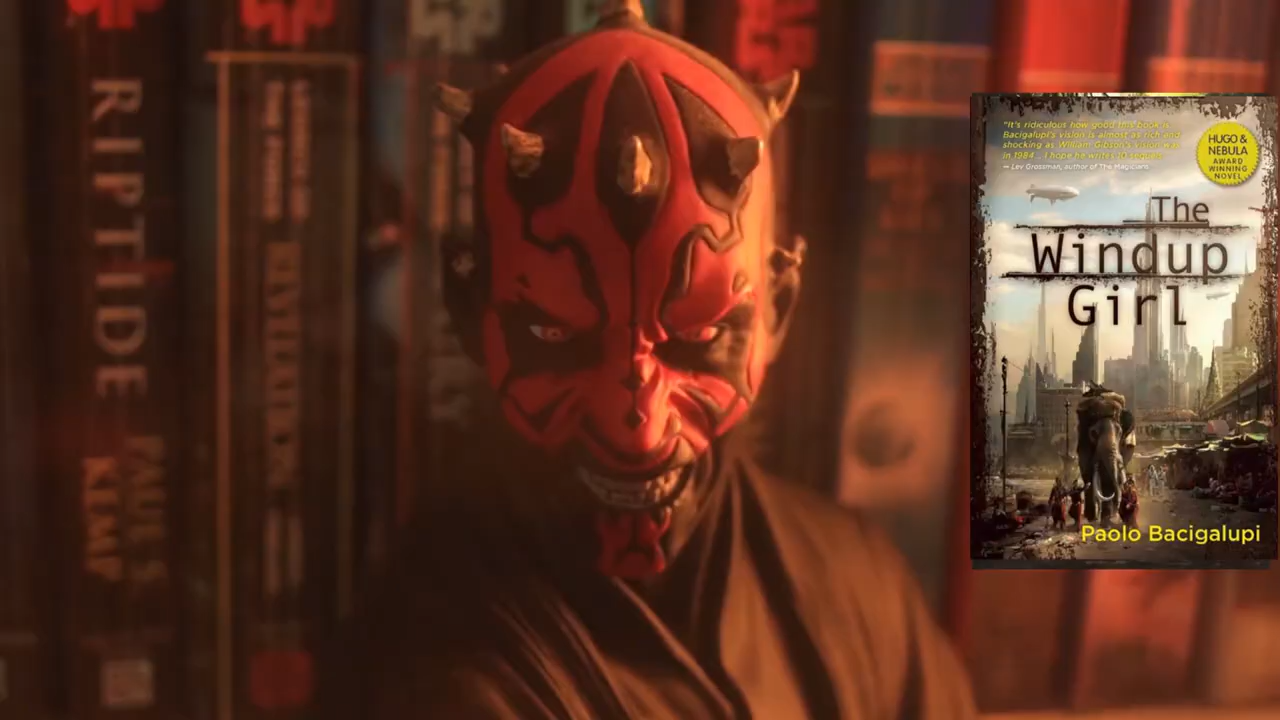 RIPTIDE
PAUL S.
KEMP
"It's ridiculous how good this book is.
Bacigalupi's vision is almost as rich and
shocking as William Gibson's vision was
in 1984... I hope he writes 10 sequels."
— Lev Grossman, author of The Magicians
HUGO &
NEBULA
AWARD
WINNING
NOVEL
The
Windup
Girl
Paolo Bacigalupi